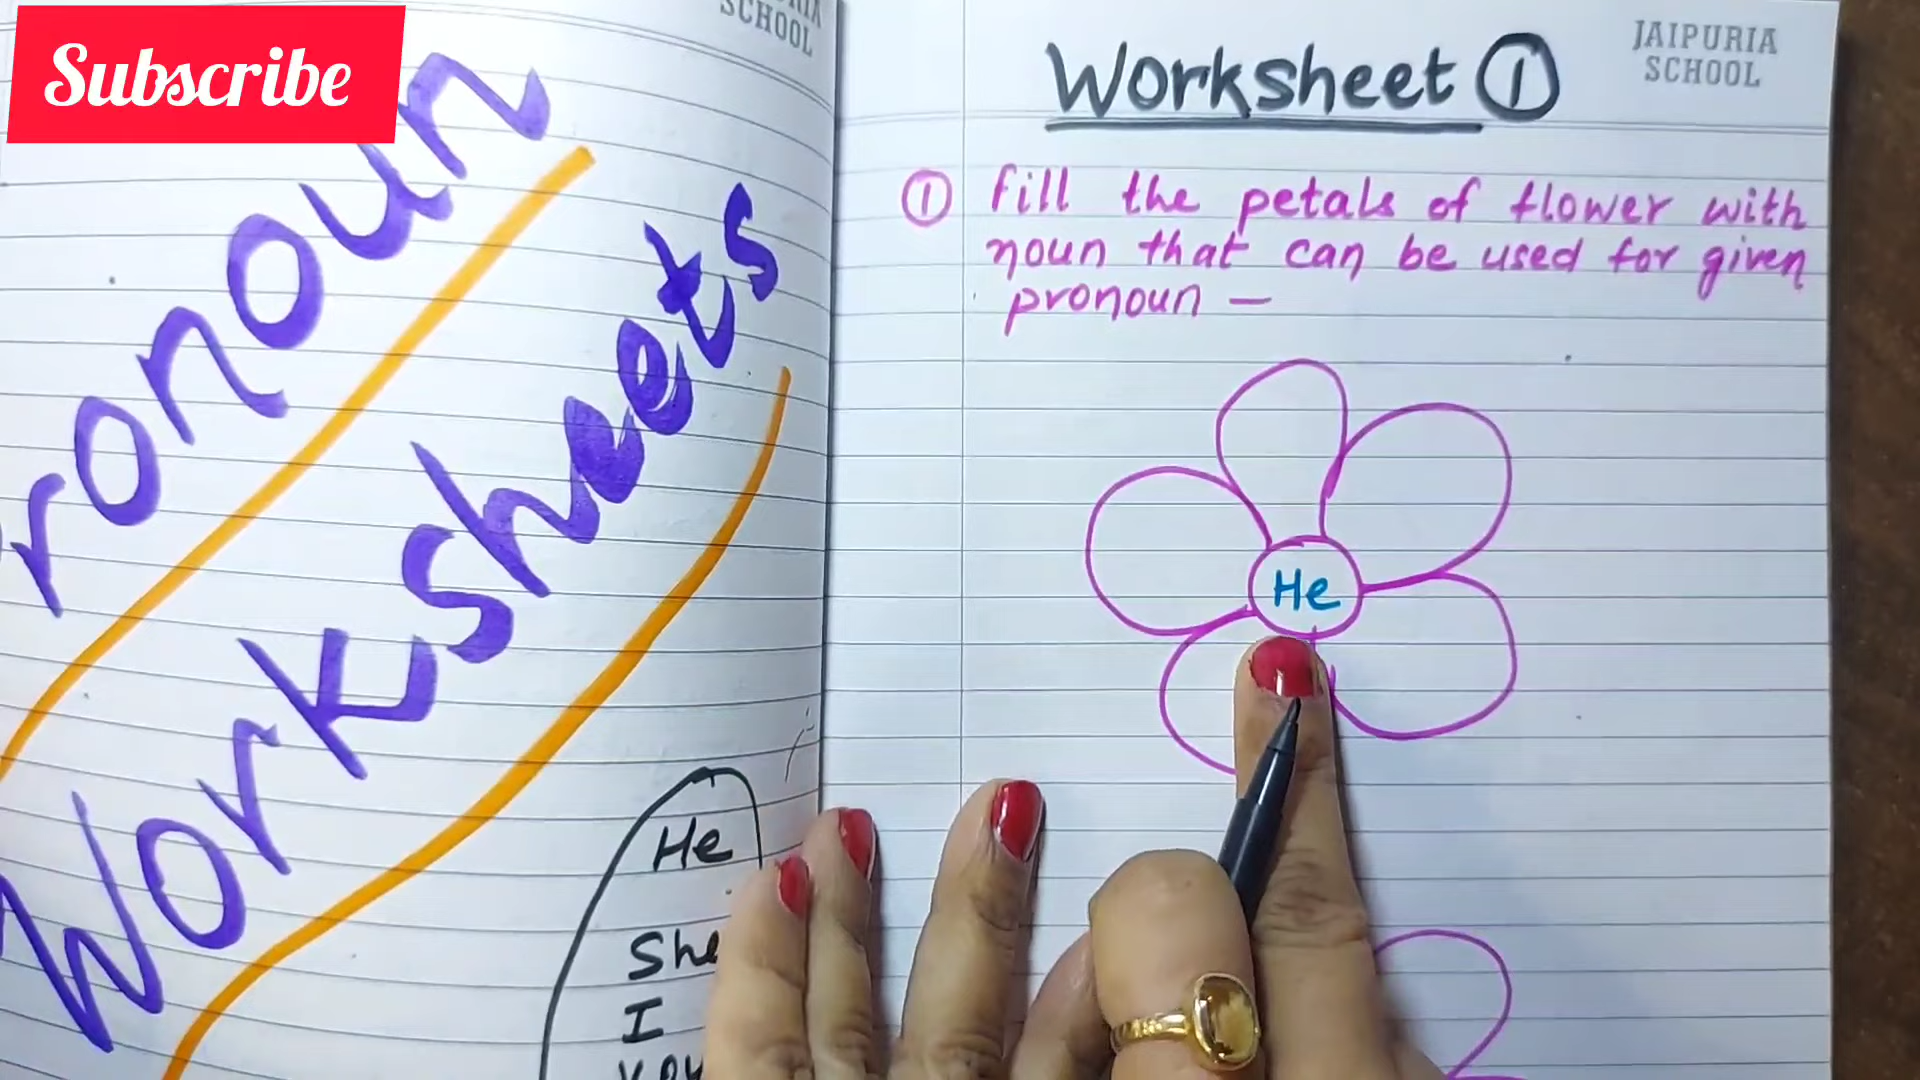 Subscribe
SCHOOL
ronoun
Worksheets
He
She
I
JAIPURIA
SCHOOL
Worksheet ①
① Fill the petals of flower with
noun that can be used for given
pronoun —
He